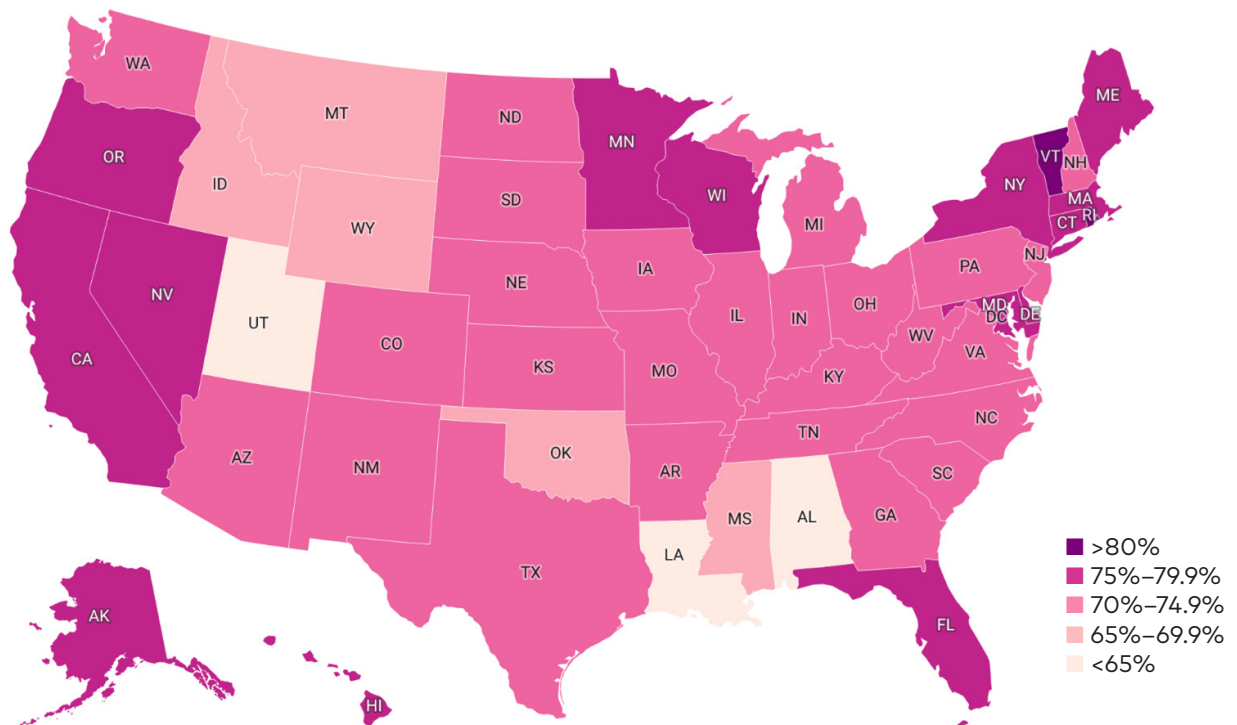 WA
MT
ND
MN
ME
OR
ID
SD
WI
VT
NH
NY
MA
CT
RI
WY
MI
IA
NE
PA
NJ
NV
UT
CO
IL
IN
OH
MD
DE
DC
WV
VA
CA
KS
MO
KY
AZ
NM
OK
AR
TN
NC
SC
MS
AL
GA
LA
TX
AK
FL
HI
>80%
75%–79.9%
70%–74.9%
65%–69.9%
<65%